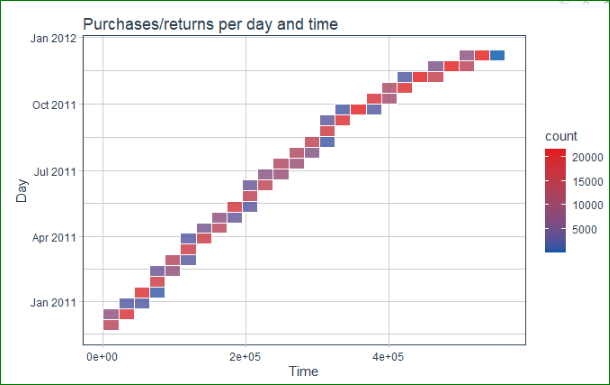 Purchases/returns per day and time
Jan 2012
Oct 2011
Jul 2011
Apr 2011
Jan 2011
Day
0e+00
2e+05
4e+05
Time
count
20000
15000
10000
5000